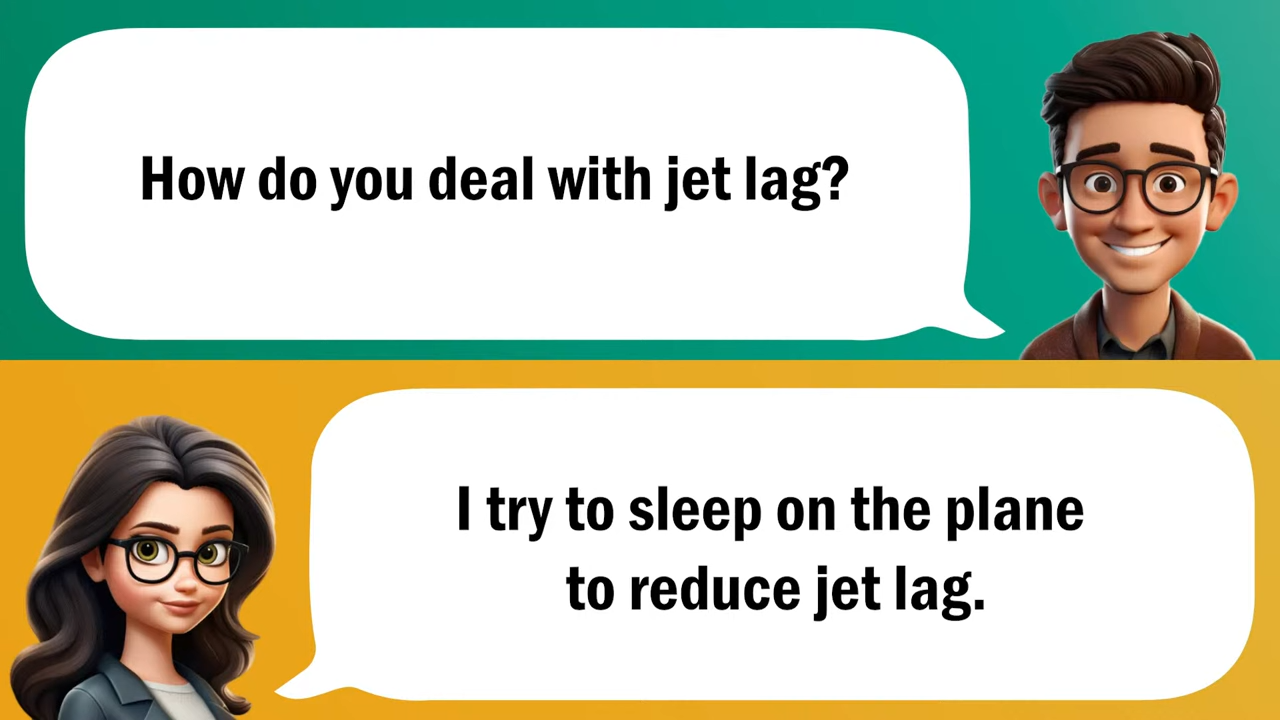 How do you deal with jet lag?
I try to sleep on the plane
to reduce jet lag.